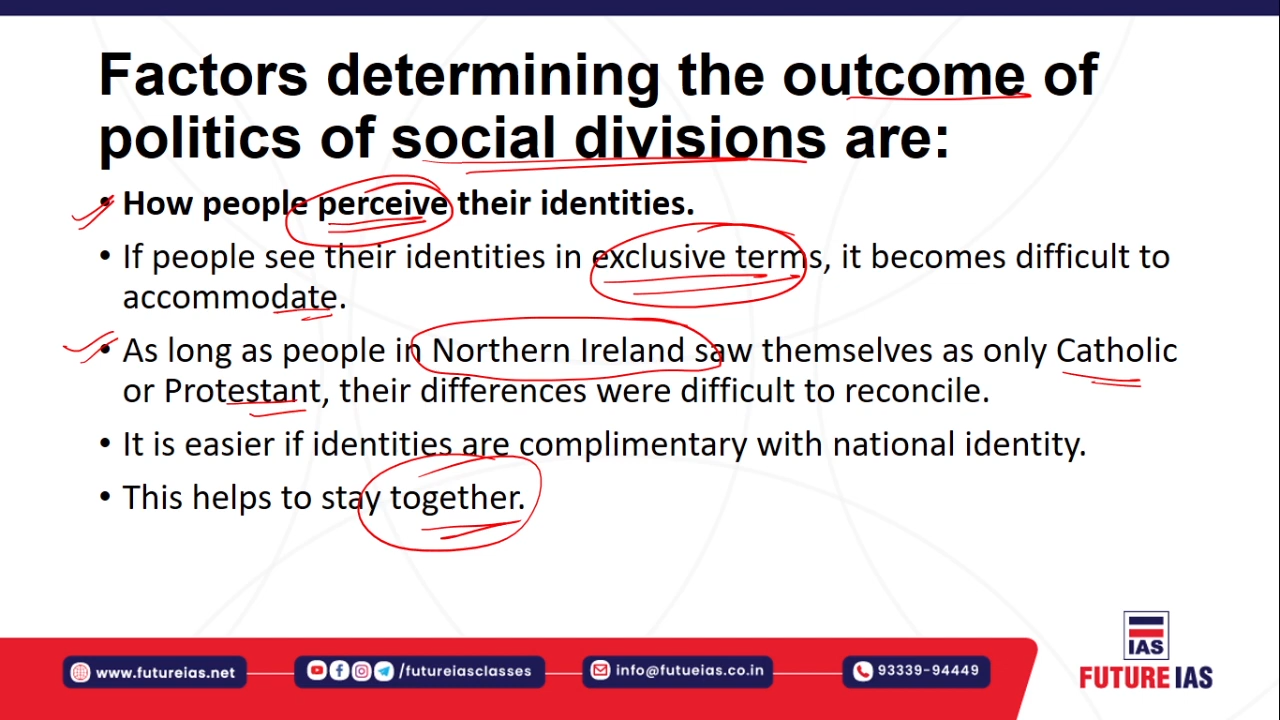 Factors determining the outcome of
politics of social divisions are:
• How people perceive their identities.
• If people see their identities in exclusive terms, it becomes difficult to
accommodate.
• As long as people in Northern Ireland saw themselves as only Catholic
or Protestant, their differences were difficult to reconcile.
• It is easier if identities are complimentary with national identity.
• This helps to stay together.
IAS
www.futureias.net
/futureiasclasses
info@futueias.co.in
93339-94449
FUTURE IAS